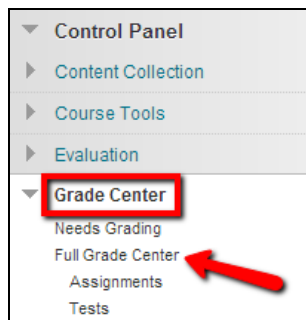 Control Panel
Content Collection
Course Tools
Evaluation
Grade Center
Needs Grading
Full Grade Center
Assignments
Tests